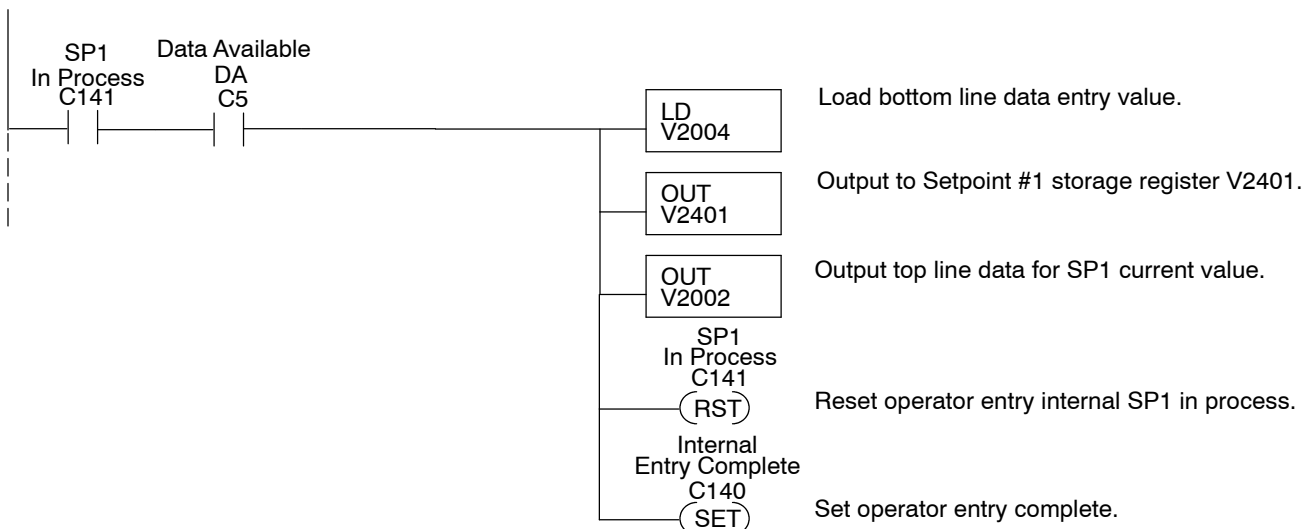 SP1
In Process
C141
Data Available
DA
C5
LD
V2004
Load bottom line data entry value.
OUT
V2401
Output to Setpoint #1 storage register V2401.
OUT
V2002
Output top line data for SP1 current value.
SP1
In Process
C141
RST
Reset operator entry internal SP1 in process.
Internal
Entry Complete
C140
SET
Set operator entry complete.